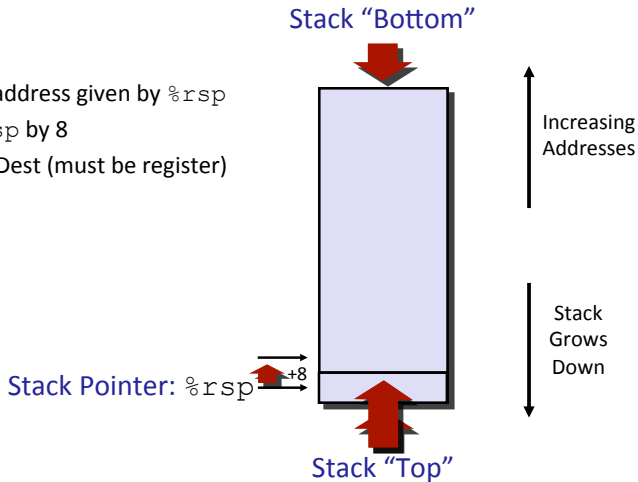 Stack “Bottom”
address given by %rsp
sp by 8
Dest (must be register)
Increasing
Addresses
Stack
Grows
Down
+8
Stack Pointer: %rsp
Stack “Top”